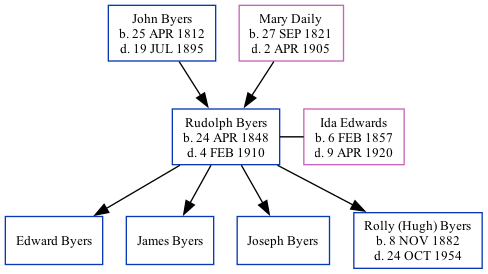 John Byers
b. 25 APR 1812
d. 19 JUL 1895
Mary Daily
b. 27 SEP 1821
d. 2 APR 1905
Rudolph Byers
b. 24 APR 1848
d. 4 FEB 1910
Ida Edwards
b. 6 FEB 1857
d. 9 APR 1920
Edward Byers
James Byers
Joseph Byers
Rolly (Hugh) Byers
b. 8 NOV 1882
d. 24 OCT 1954